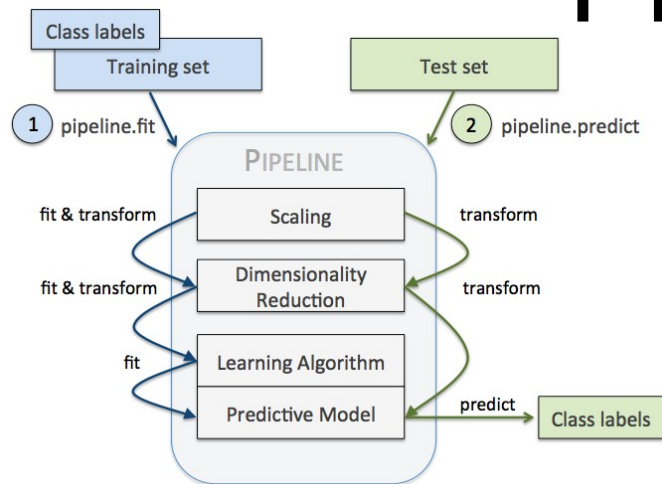 Class labels
Training set
Test set
1 pipeline.fit
2 pipeline.predict
PIPELINE
fit & transform
Scaling
transform
fit & transform
Dimensionality
Reduction
transform
fit
Learning Algorithm
Predictive Model
predict
Class labels